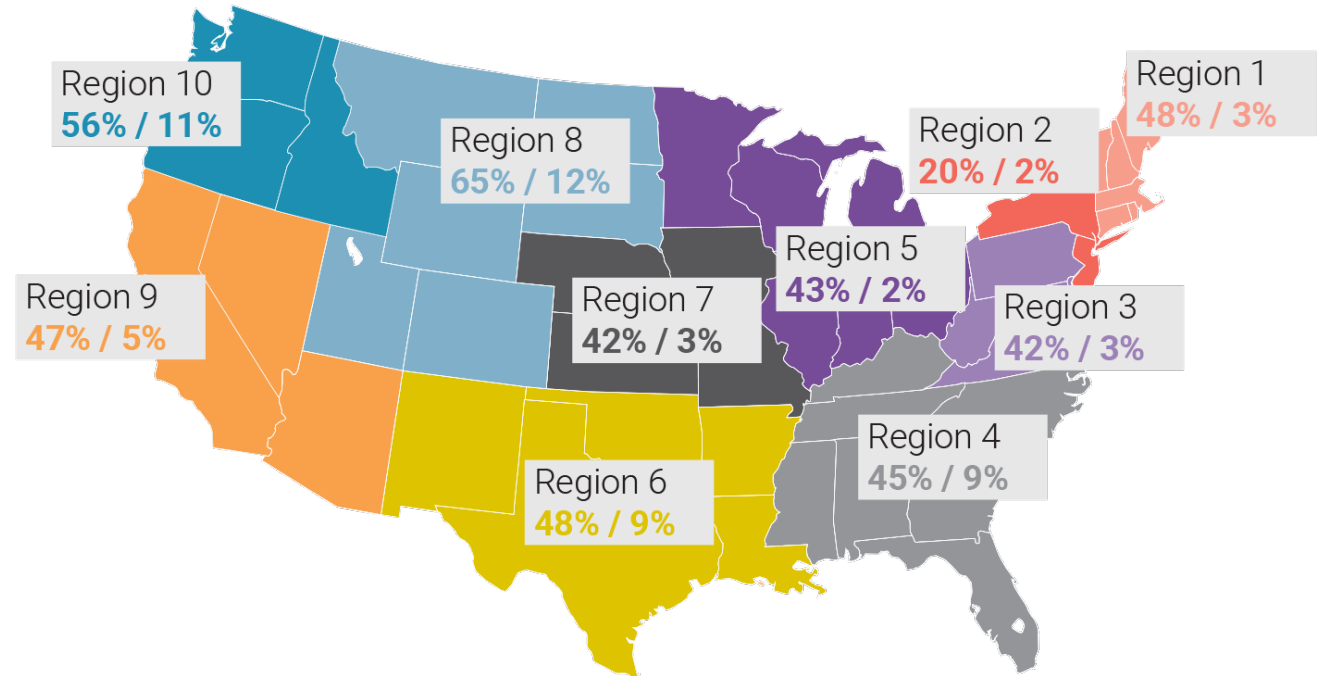 Region 1
48% / 3%
Region 10
56% / 11%
Region 2
20% / 2%
Region 8
65% / 12%
Region 5
43% / 2%
Region 9
47% / 5%
Region 7
42% / 3%
Region 3
42% / 3%
Region 4
45% / 9%
Region 6
48% / 9%